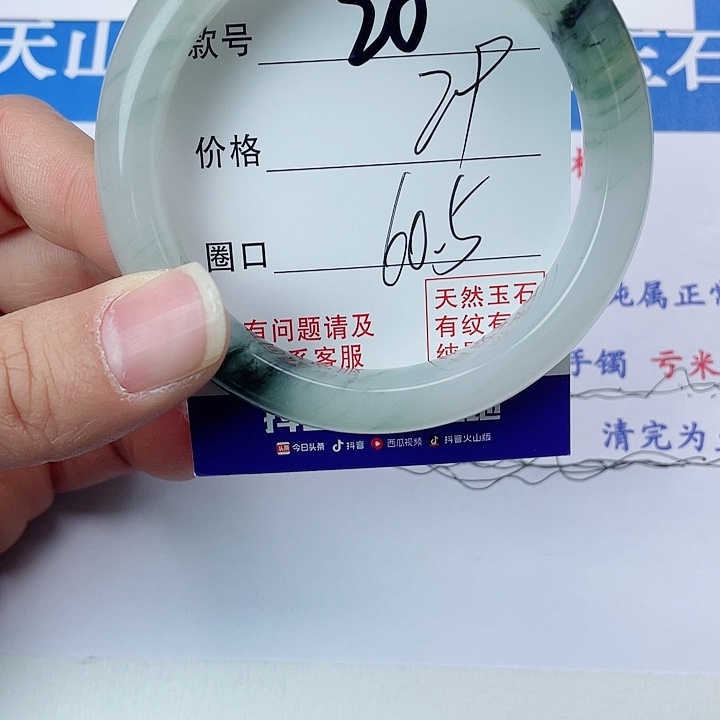 天山
玉石
款号 20
价格
圈口 60.5
天然玉石
有纹有
有问题请及
系客服
纯属正常
手镯 亏米
清完为
今日头条 抖音 西瓜视频 抖音火山版